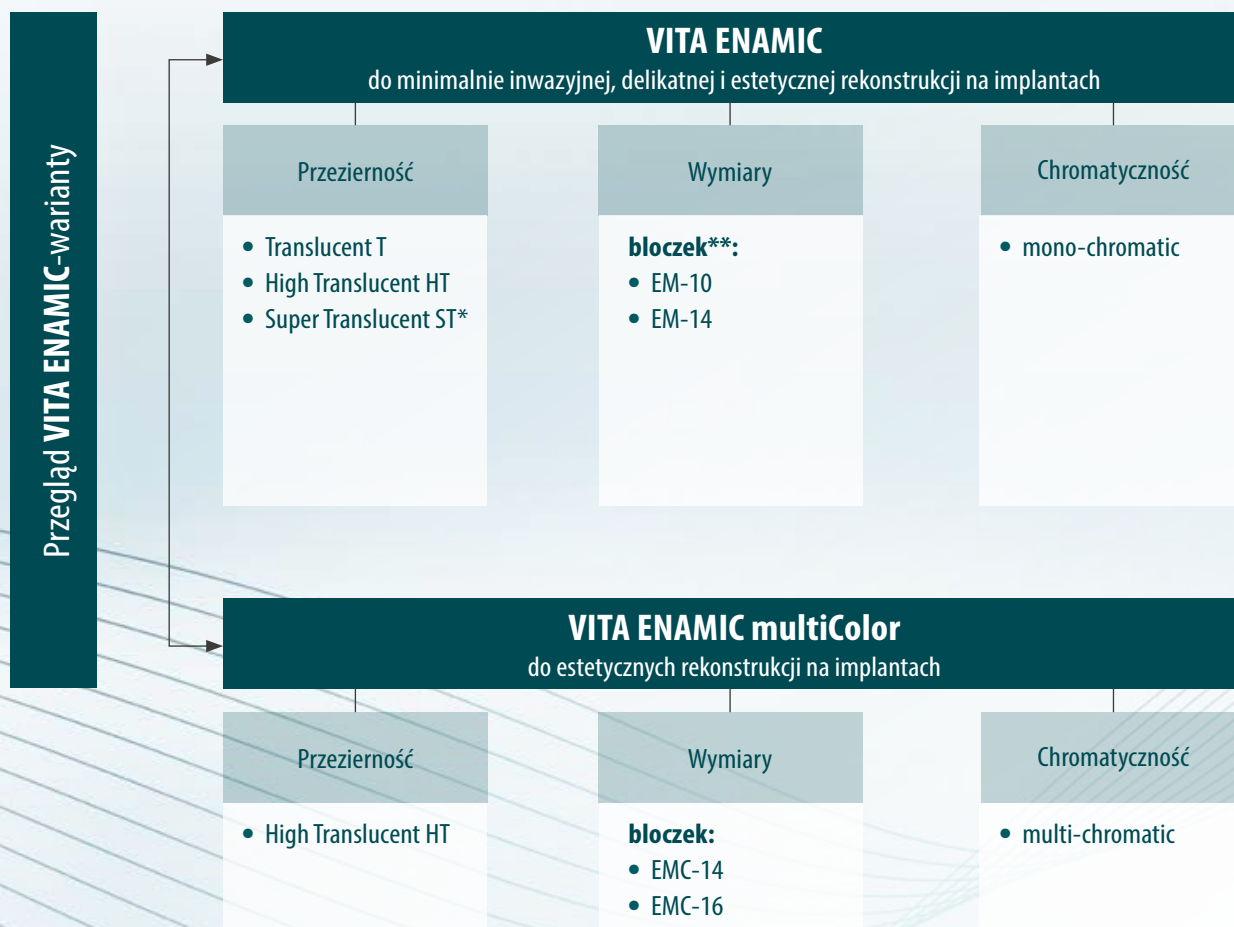 Przegląd VITA ENAMIC-warianty
VITA ENAMIC
do minimalnie inwazyjnej, delikatnej i estetycznej rekonstrukcji na implantach
Przezierność
• Translucent T
• High Translucent HT
• Super Translucent ST*
Wymiary
bloczek**:
• EM-10
• EM-14
Chromatyczność
• mono-chromatic
VITA ENAMIC multiColor
do estetycznych rekonstrukcji na implantach
Przezierność
• High Translucent HT
Wymiary
bloczek:
• EMC-14
• EMC-16
Chromatyczność
• multi-chromatic